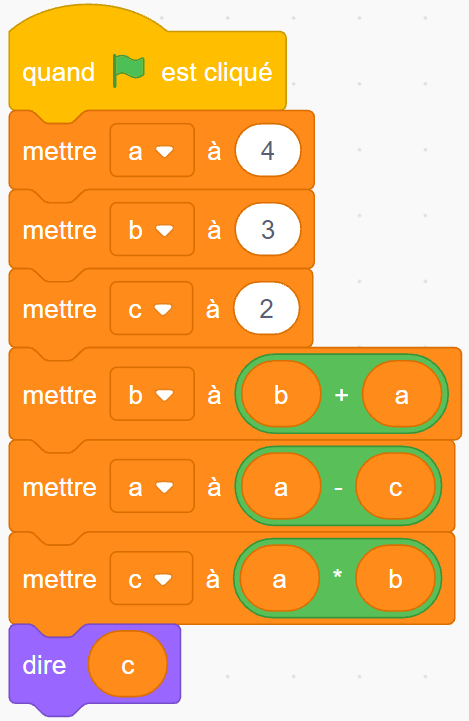 quand est cliqué
mettre a à 4
mettre b à 3
mettre c à 2
mettre b à b + a
mettre a à a - c
mettre c à a * b
dire c